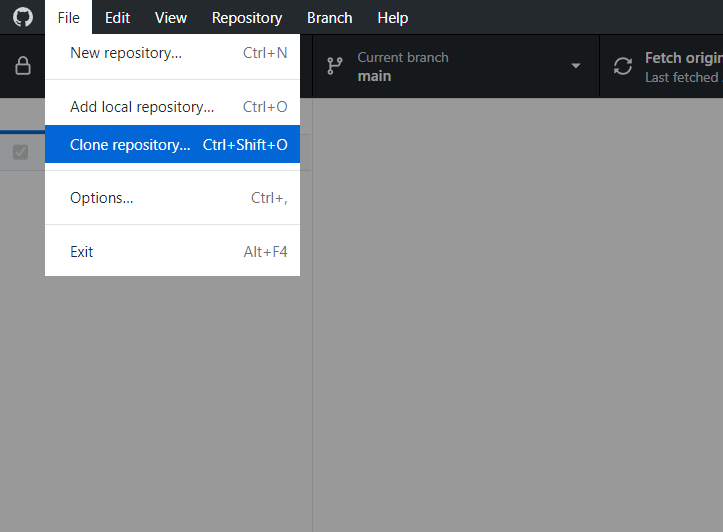 File Edit View Repository Branch Help
New repository... Ctrl+N
Add local repository... Ctrl+O
Clone repository... Ctrl+Shift+O
Options... Ctrl+,
Exit Alt+F4
Current branch
main
Fetch origin
Last fetched